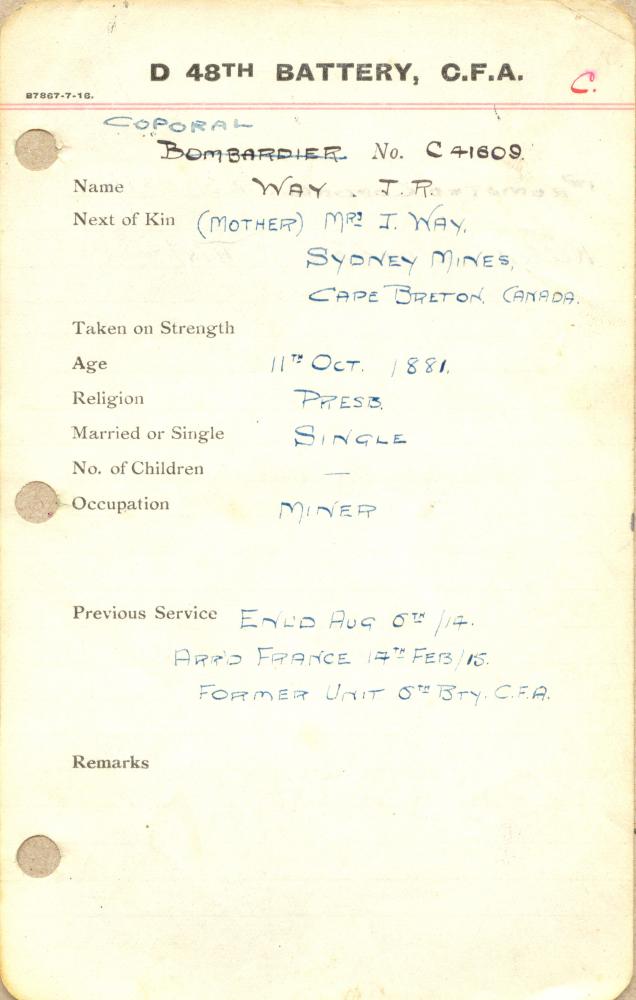 D 48TH BATTERY, C.F.A.
C.
B7867-7-16.
COPORAL
BOMBARDIER No. C 41609.
Name WAY. J.R.
Next of Kin (MOTHER) MRS J. WAY,
SYDNEY MINES,
CAPE BRETON, CANADA.
Taken on Strength
Age 11TH OCT. 1881.
Religion PRESB.
Married or Single SINGLE
No. of Children —
Occupation MINER
Previous Service ENL'D AUG 6TH /14.
ARR'D FRANCE 14TH FEB/15.
FORMER UNIT 6TH BTY. C.F.A.
Remarks